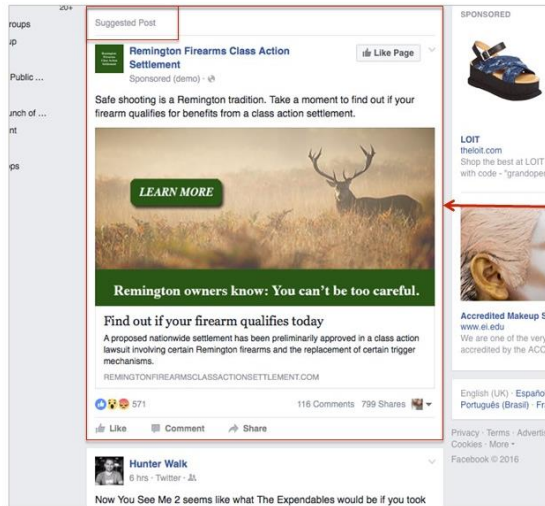 20+
roups
up
Public ...
unch of ...
nt
ops
Suggested Post
Remington Firearms Class Action
Settlement
Sponsored (demo) ·
Like Page
Safe shooting is a Remington tradition. Take a moment to find out if your
firearm qualifies for benefits from a class action settlement.
LEARN MORE
Remington owners know: You can't be too careful.
Find out if your firearm qualifies today
A proposed nationwide settlement has been preliminarily approved in a class action
lawsuit involving certain Remington firearms and the replacement of certain trigger
mechanisms.
REMINGTONFIREARMSCLASSACTIONSETTLEMENT.COM
571
116 Comments 799 Shares
Like Comment Share
Hunter Walk
6 hrs · Twitter ·
Now You See Me 2 seems like what The Expendables would be if you took
SPONSORED
LOIT
theloit.com
Shop the best at LOIT
with code - "grandope
Accredited Makeup S
www.ei.edu
We are one of the very
accredited by the ACC
English (UK) · Español
Português (Brasil) · Fr
Privacy · Terms · Adverti
Cookies · More
Facebook © 2016